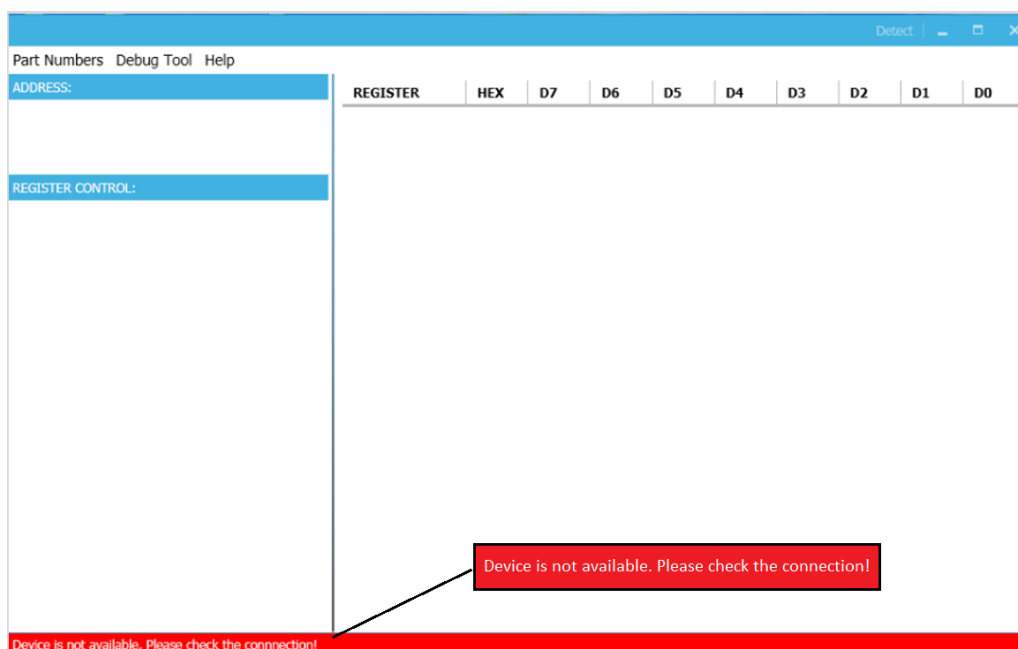 Detect
Part Numbers Debug Tool Help
ADDRESS:
REGISTER HEX D7 D6 D5 D4 D3 D2 D1 D0
REGISTER CONTROL:
Device is not available. Please check the connection!
Device is not available. Please check the connnection!